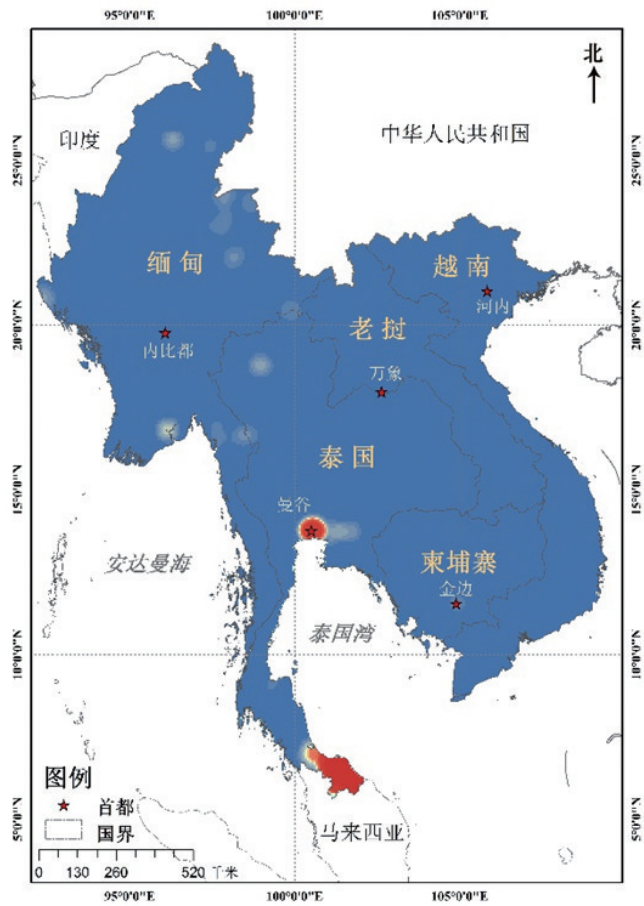 95°0'0"E 100°0'0"E 105°0'0"E
北
印度
中华人民共和国
25°0'0"N 25°0'0"N
缅甸
越南
河内
20°0'0"N 20°0'0"N
老挝
内比都
万象
泰国
15°0'0"N 15°0'0"N
曼谷
安达曼海
柬埔寨
金边
泰国湾
10°0'0"N 10°0'0"N
图例
首都
国界
马来西亚
5°0'0"N 5°0'0"N
0 130 260 520 千米
95°0'0"E 100°0'0"E 105°0'0"E